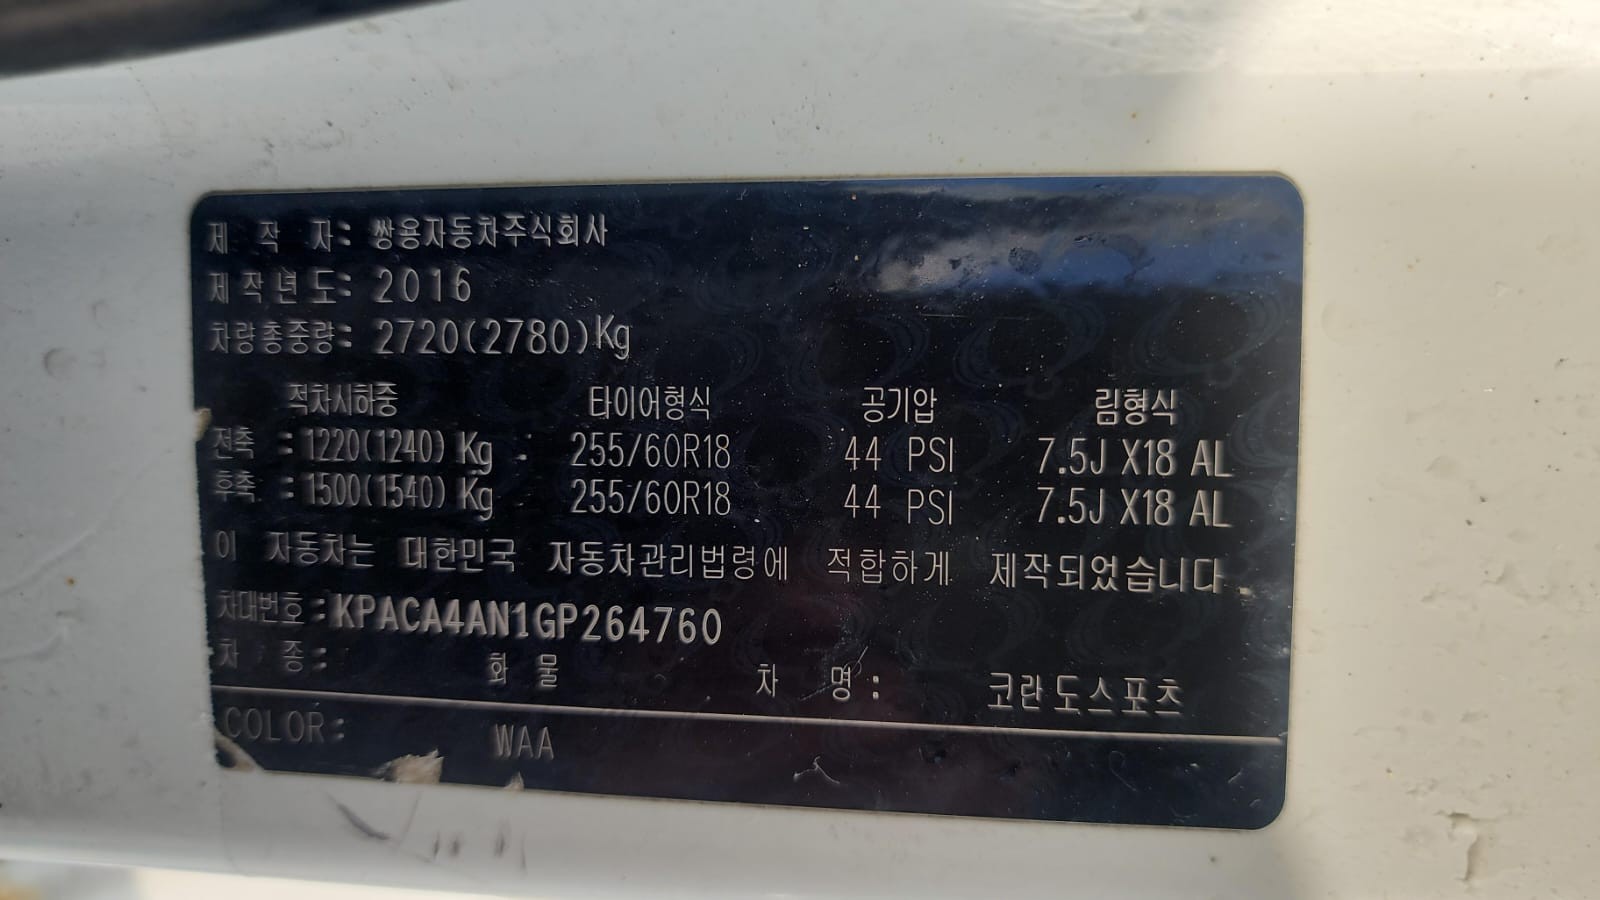 제 작 자: 쌍용자동차주식회사
제작년도: 2016
차량총중량: 2720(2780)Kg
적차시하중 타이어형식 공기압 림형식
전축 : 1220(1240) Kg : 255/60R18 44 PSI 7.5J X18 AL
후축 : 1500(1540) Kg 255/60R18 44 PSI 7.5J X18 AL
이 자동차는 대한민국 자동차관리법령에 적합하게 제작되었습니다.
차대번호:KPACA4AN1GP264760
차 종: 화 물 차 명: 코란도스포츠
COLOR: WAA